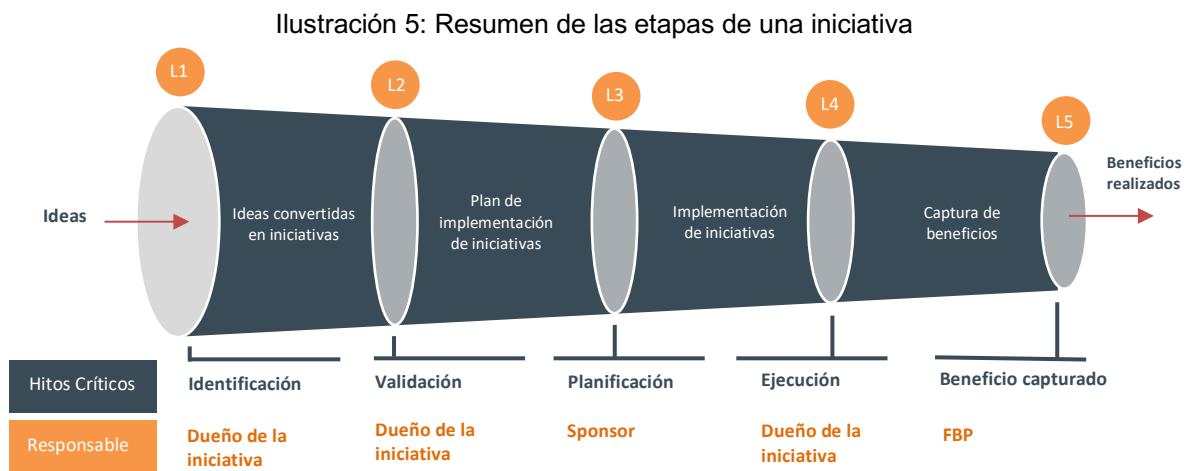 Ilustración 5: Resumen de las etapas de una iniciativa
L1
L2
L3
L4
L5
Ideas
Ideas convertidas
en iniciativas
Plan de
implementación
de iniciativas
Implementación
de iniciativas
Captura de
beneficios
Beneficios
realizados
Hitos Críticos
Identificación
Validación
Planificación
Ejecución
Beneficio capturado
Responsable
Dueño de la
iniciativa
Dueño de la
iniciativa
Sponsor
Dueño de la
iniciativa
FBP